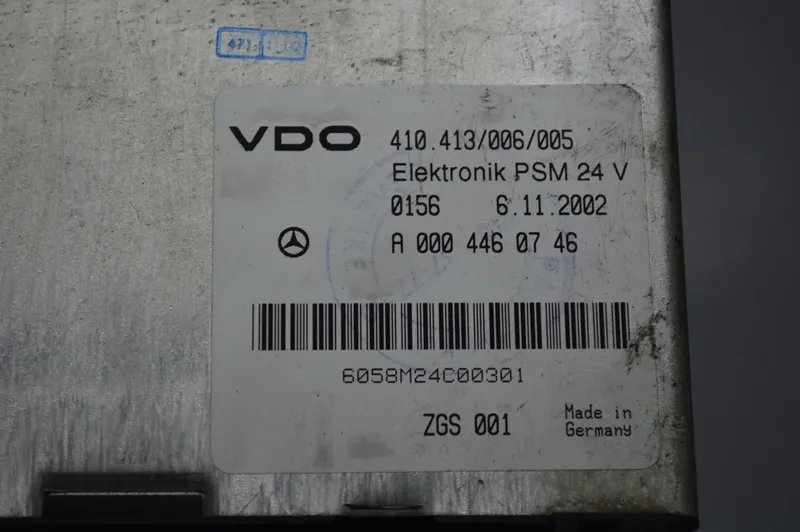 VDO 410.413/006/005
Elektronik PSM 24 V
0156 6.11.2002
A 000 446 07 46
6058M24C00301
ZGS 001
Made in
Germany